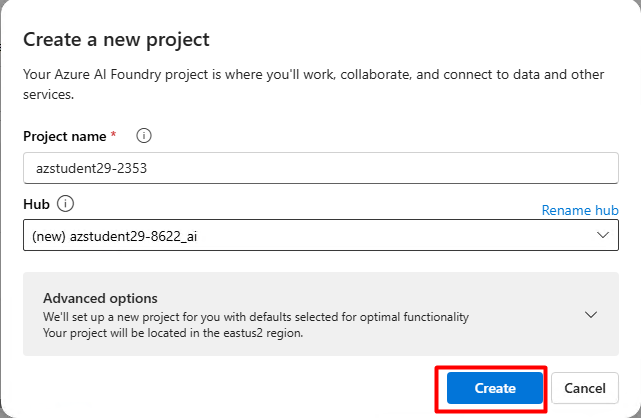 Create a new project
Your Azure AI Foundry project is where you'll work, collaborate, and connect to data and other
services.
Project name *
azstudent29-2353
Hub
Rename hub
(new) azstudent29-8622_ai
Advanced options
We'll set up a new project for you with defaults selected for optimal functionality
Your project will be located in the eastus2 region.
Create
Cancel